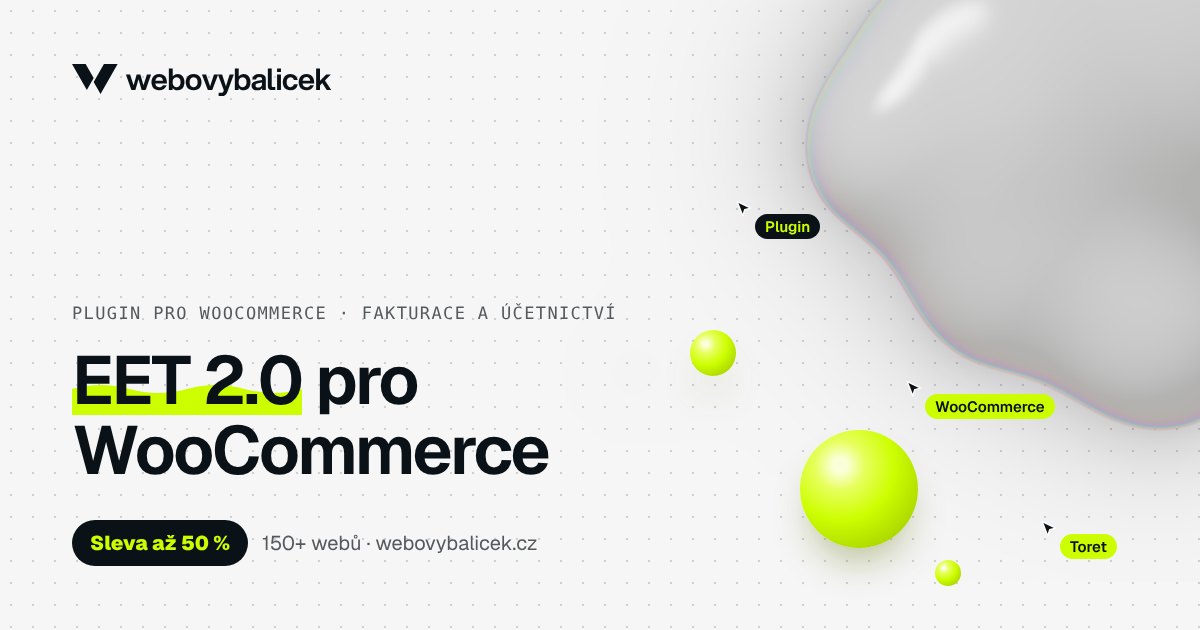 webovybalicek
Plugin
PLUGIN PRO WOOCOMMERCE · FAKTURACE A ÚČETNICTVÍ
EET 2.0 pro
WooCommerce
WooCommerce
Sleva až 50 %
150+ webů · webovybalicek.cz
Toret